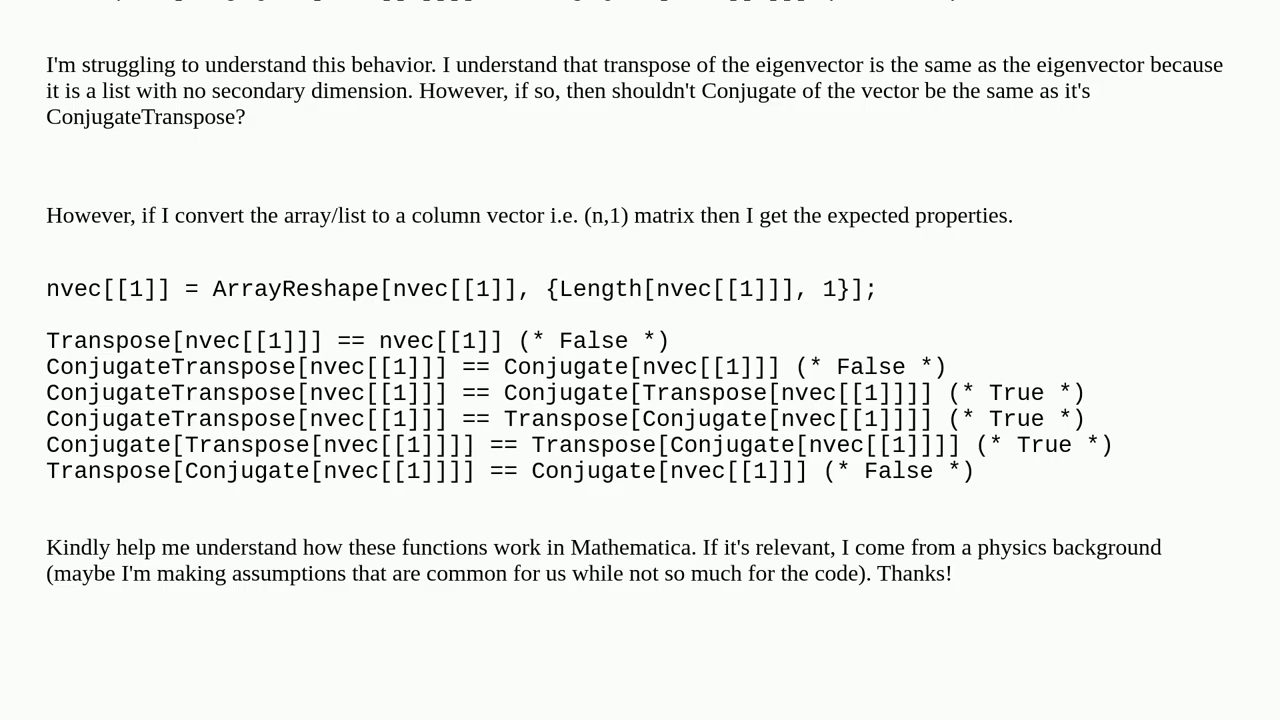 I'm struggling to understand this behavior. I understand that transpose of the eigenvector is the same as the eigenvector because
it is a list with no secondary dimension. However, if so, then shouldn't Conjugate of the vector be the same as it's
ConjugateTranspose?
However, if I convert the array/list to a column vector i.e. (n,1) matrix then I get the expected properties.
nvec[[1]] = ArrayReshape[nvec[[1]], {Length[nvec[[1]]], 1}];
Transpose[nvec[[1]]] == nvec[[1]] (* False *)
ConjugateTranspose[nvec[[1]]] == Conjugate[nvec[[1]]] (* False *)
ConjugateTranspose[nvec[[1]]] == Conjugate[Transpose[nvec[[1]]]] (* True *)
ConjugateTranspose[nvec[[1]]] == Transpose[Conjugate[nvec[[1]]]] (* True *)
Conjugate[Transpose[nvec[[1]]]] == Transpose[Conjugate[nvec[[1]]]] (* True *)
Transpose[Conjugate[nvec[[1]]]] == Conjugate[nvec[[1]]] (* False *)
Kindly help me understand how these functions work in Mathematica. If it's relevant, I come from a physics background
(maybe I'm making assumptions that are common for us while not so much for the code). Thanks!